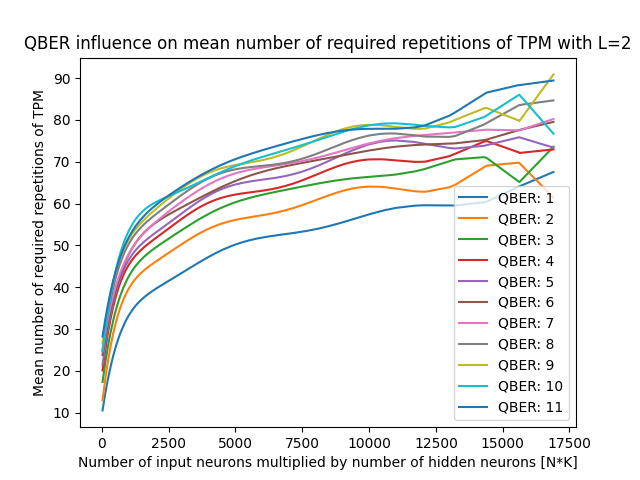 QBER influence on mean number of required repetitions of TPM with L=2
Mean number of required repetitions of TPM
90
80
70
60
50
40
30
20
10
0
2500
5000
7500
10000
12500
15000
17500
Number of input neurons multiplied by number of hidden neurons [N*K]
QBER: 1
QBER: 2
QBER: 3
QBER: 4
QBER: 5
QBER: 6
QBER: 7
QBER: 8
QBER: 9
QBER: 10
QBER: 11